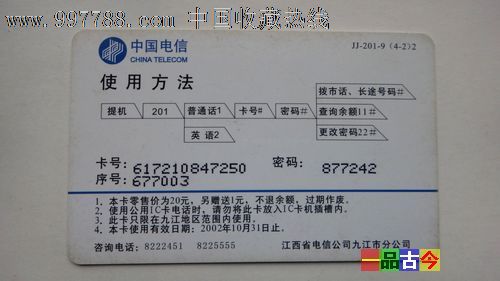 www.997788.com 中国收藏热线
中国电信
CHINA TELECOM
JJ-201-9 (4-2)2
使用方法
拨市话、长途号码#
提机 201 普通话1 卡号# 密码# 查询余额11#
英语2 更改密码22#
卡号: 617210847250 密码: 877242
序号: 677003
1. 本卡零售价为20元,另赠送1元,不退余额,过期作废。
2. 使用公用IC卡电话时,请勿将此卡放入IC卡机插槽内。
3. 此卡只限在九江地区范围内使用。
4. 本卡使用有效日期: 2002年10月31日止。
咨询电话: 8222451 8225555 江西省电信公司九江市分公司
一品古今